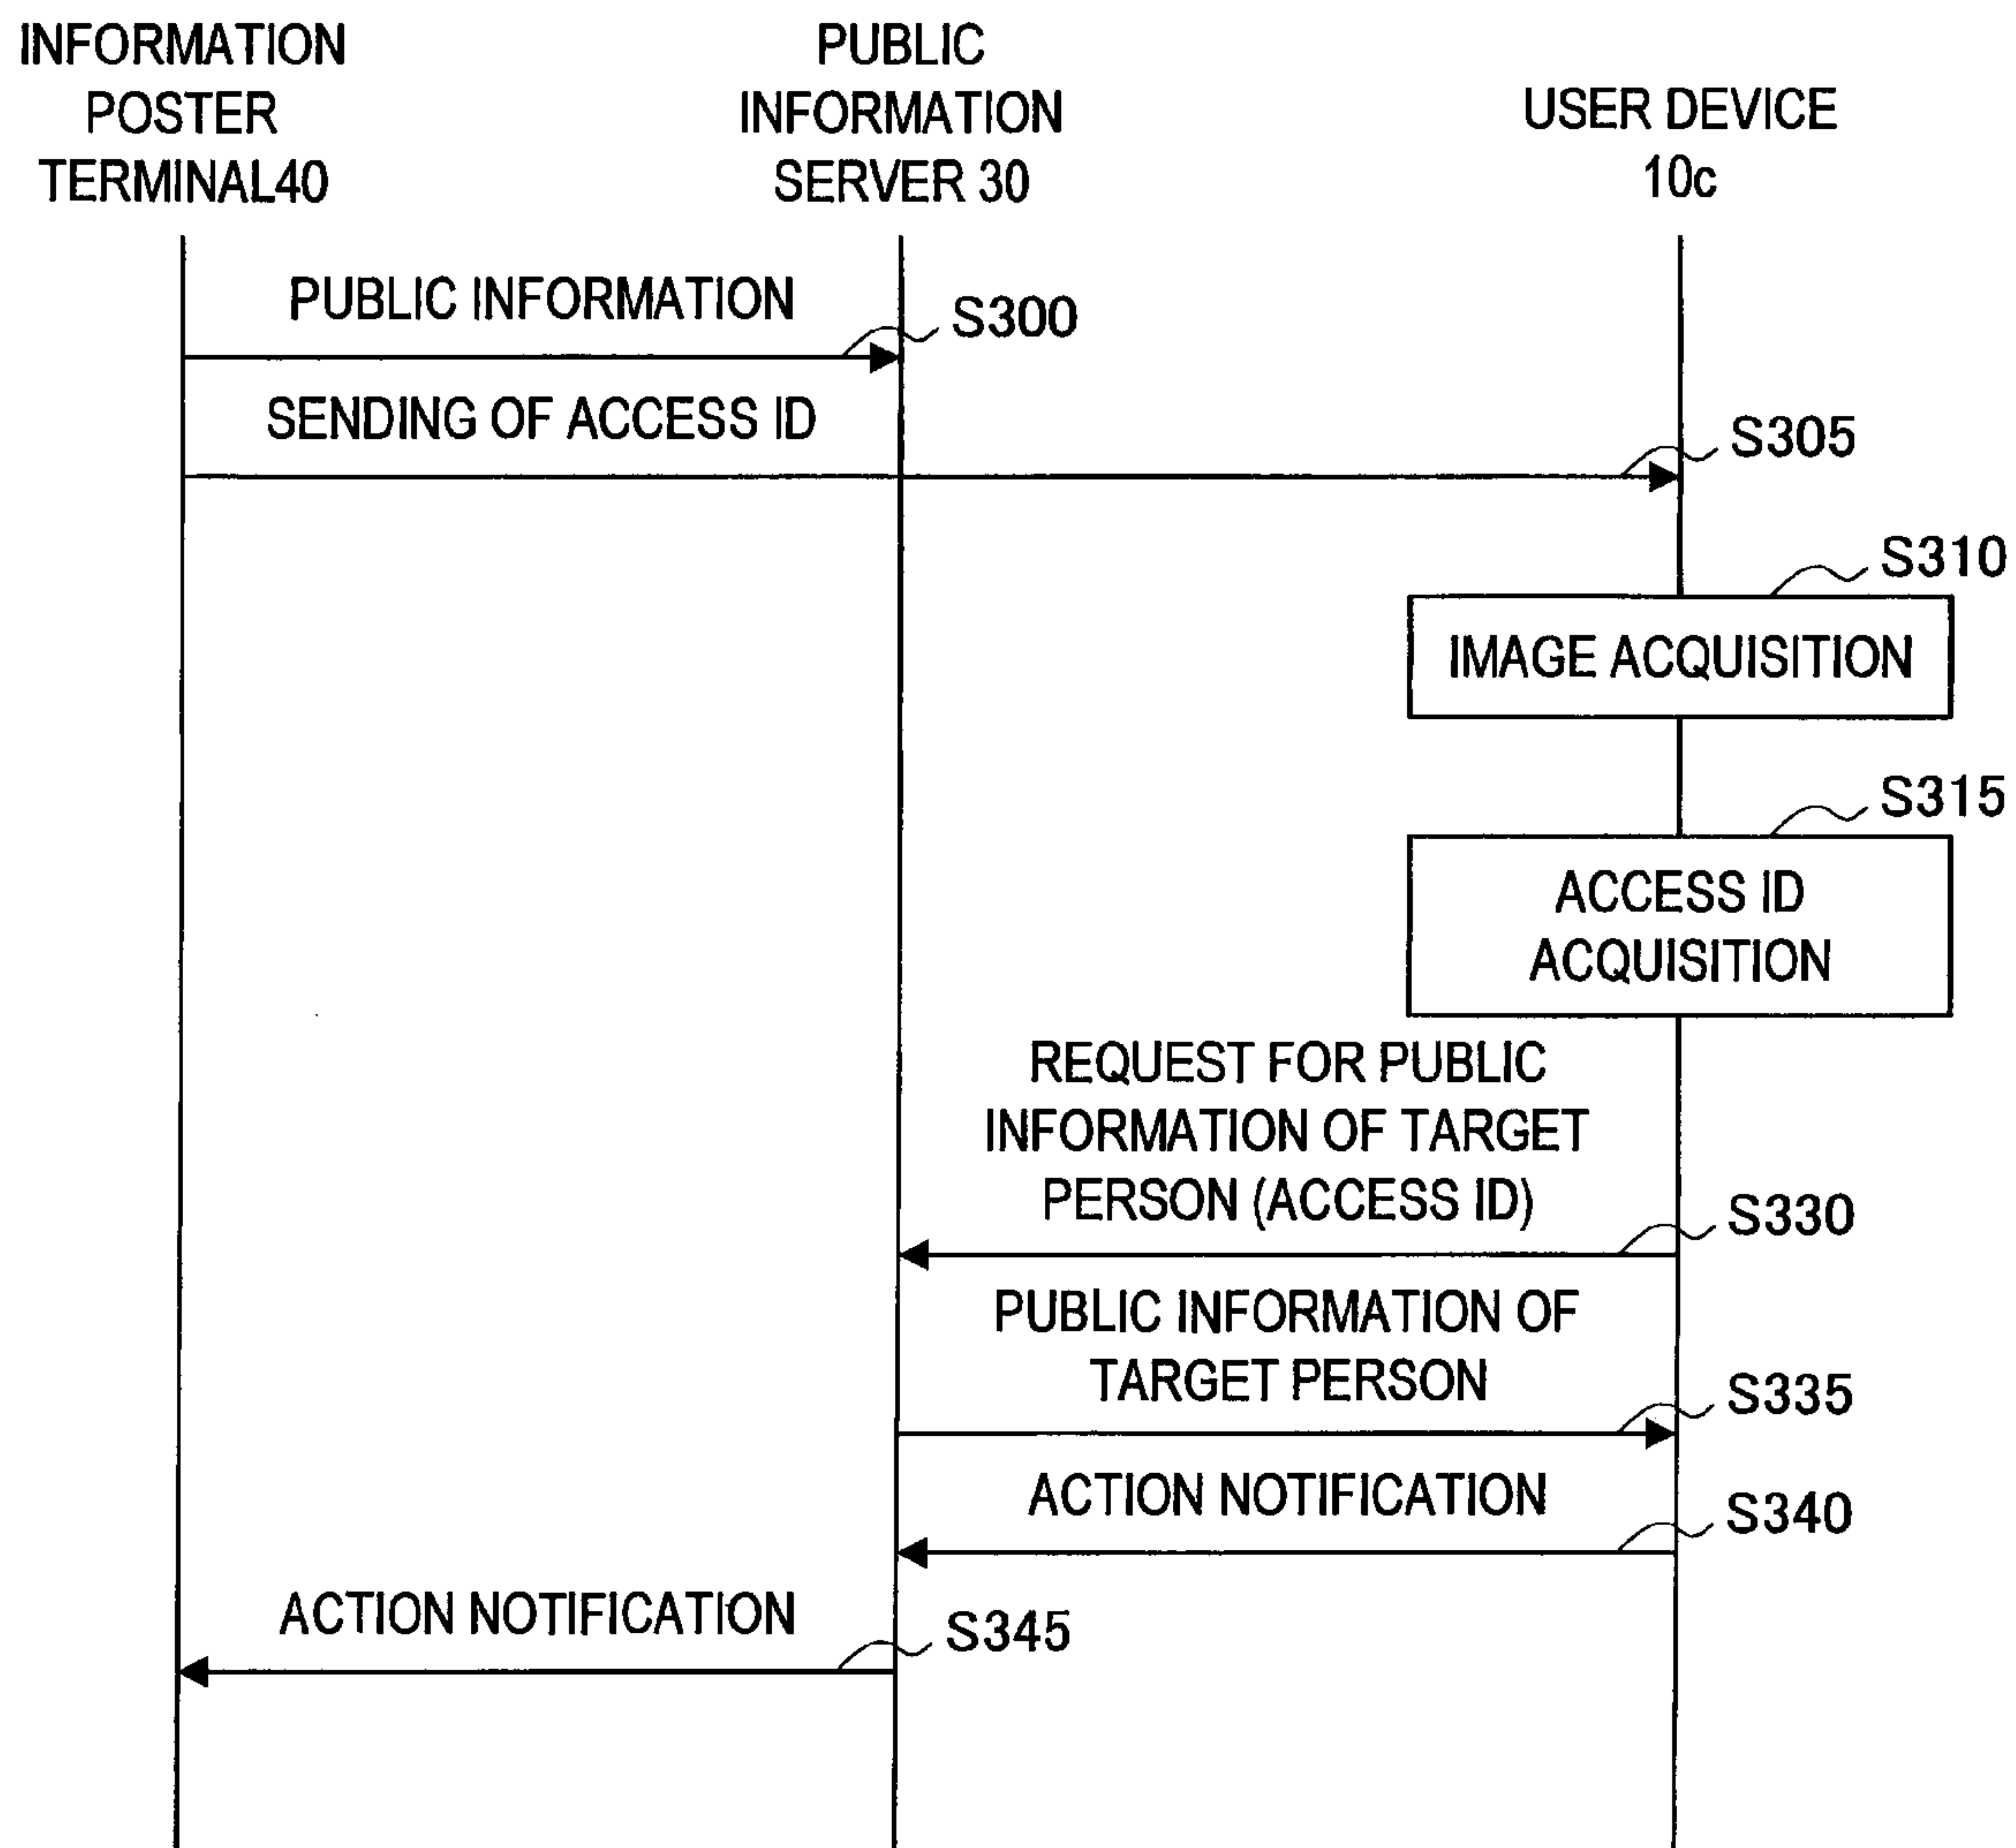 INFORMATION
POSTER
TERMINAL40
PUBLIC
INFORMATION
SERVER 30
USER DEVICE
10c
PUBLIC INFORMATION
S300
SENDING OF ACCESS ID
S305
S310
IMAGE ACQUISITION
S315
ACCESS ID
ACQUISITION
REQUEST FOR PUBLIC
INFORMATION OF TARGET
PERSON (ACCESS ID)
S330
PUBLIC INFORMATION OF
TARGET PERSON
S335
ACTION NOTIFICATION
S340
ACTION NOTIFICATION
S345